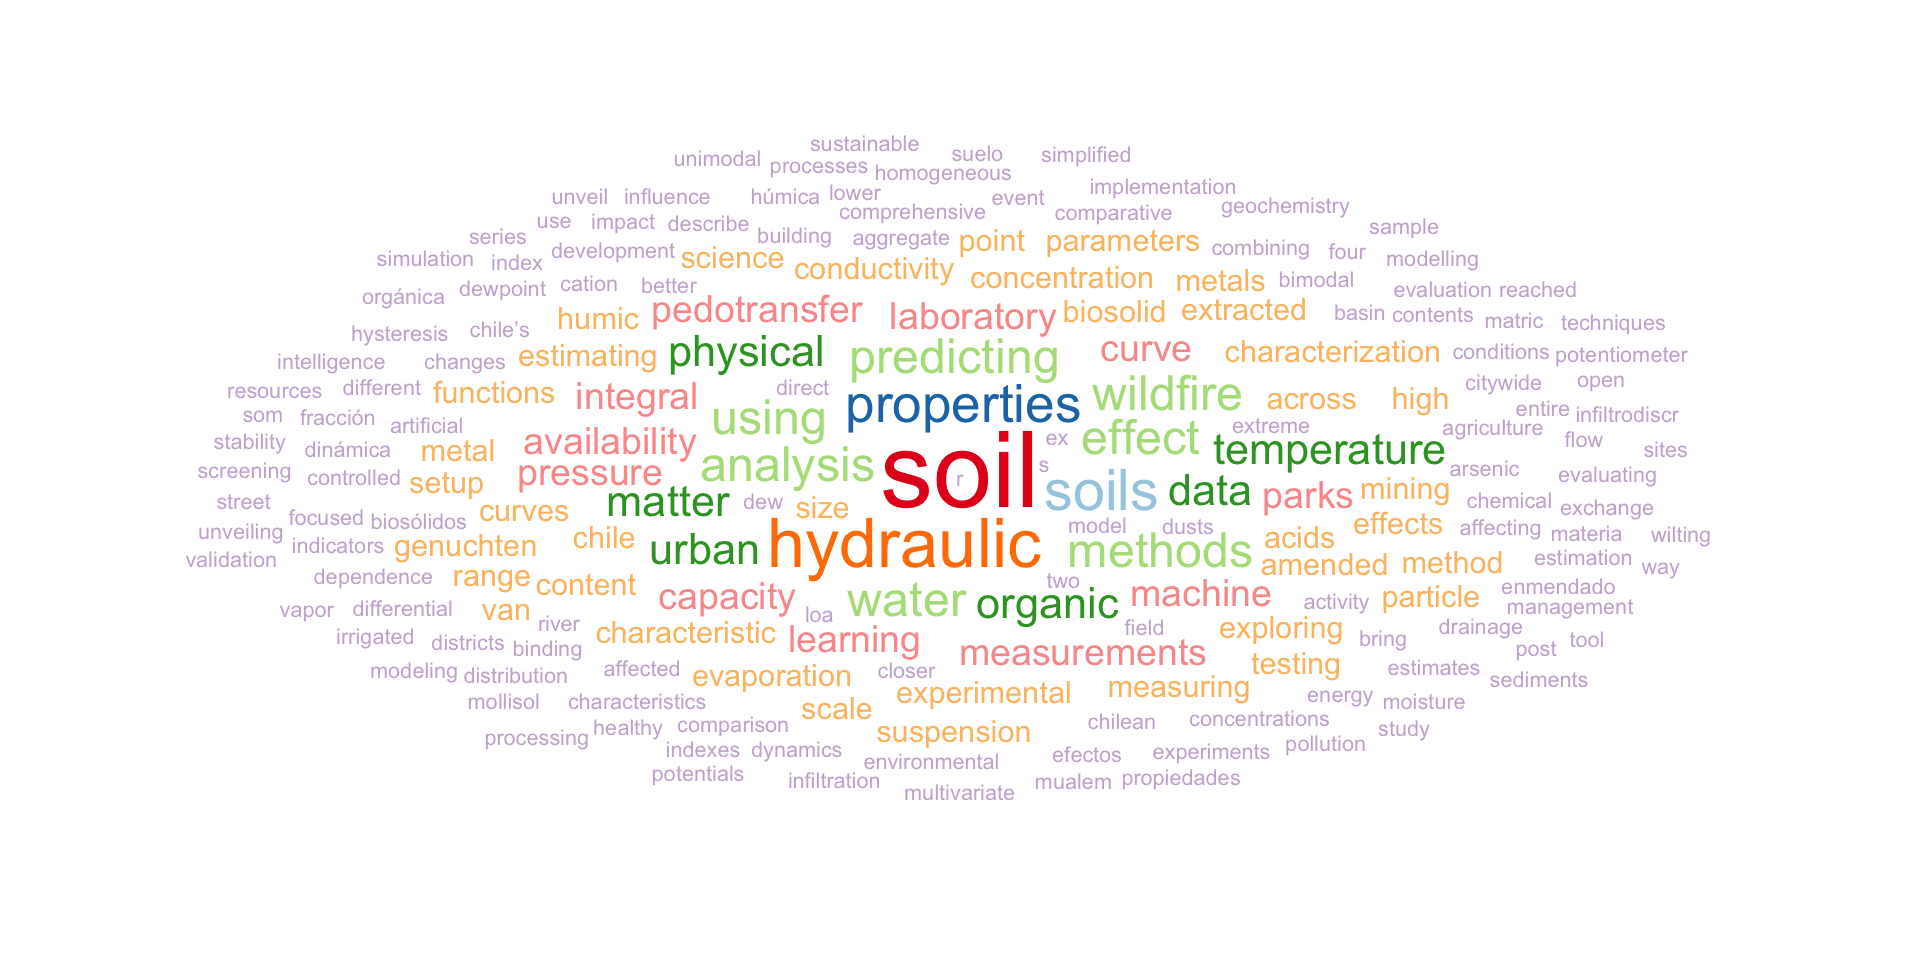 sustainable
unimodal processes suelo simplified
homogeneous
unveil influence húmica lower event implementation
use impact describe comprehensive comparative geochemistry
series building aggregate point parameters combining four sample
simulation index development science conductivity concentration metals bimodal modelling
orgánica dewpoint cation better pedotransfer laboratory biosolid extracted evaluation reached
hysteresis chile's humic basin contents matric techniques
intelligence changes estimating physical predicting curve characterization conditions potentiometer
resources different functions integral direct properties wildfire across high citywide open
som fracción artificial using entire infiltrodiscr
stability dinámica metal availability analysis soil ex effect extreme temperature agriculture flow sites
screening controlled setup pressure r s arsenic evaluating
street matter dew size soils data parks mining chemical exchange
unveiling focused biosólidos curves model dusts effects affecting materia wilting
validation indicators genuchten chile urban hydraulic methods acids amended method estimation way
dependence range content two enmendado
vapor differential van capacity loa water organic machine activity particle management
irrigated districts river binding characteristic learning field exploring bring drainage post tool
modeling distribution affected evaporation closer measurements testing estimates sediments
mollisol characteristics scale experimental measuring energy moisture
processing healthy comparison suspension chilean concentrations study
indexes dynamics environmental efectos experiments pollution
potentials infiltration multivariate mualem propiedades